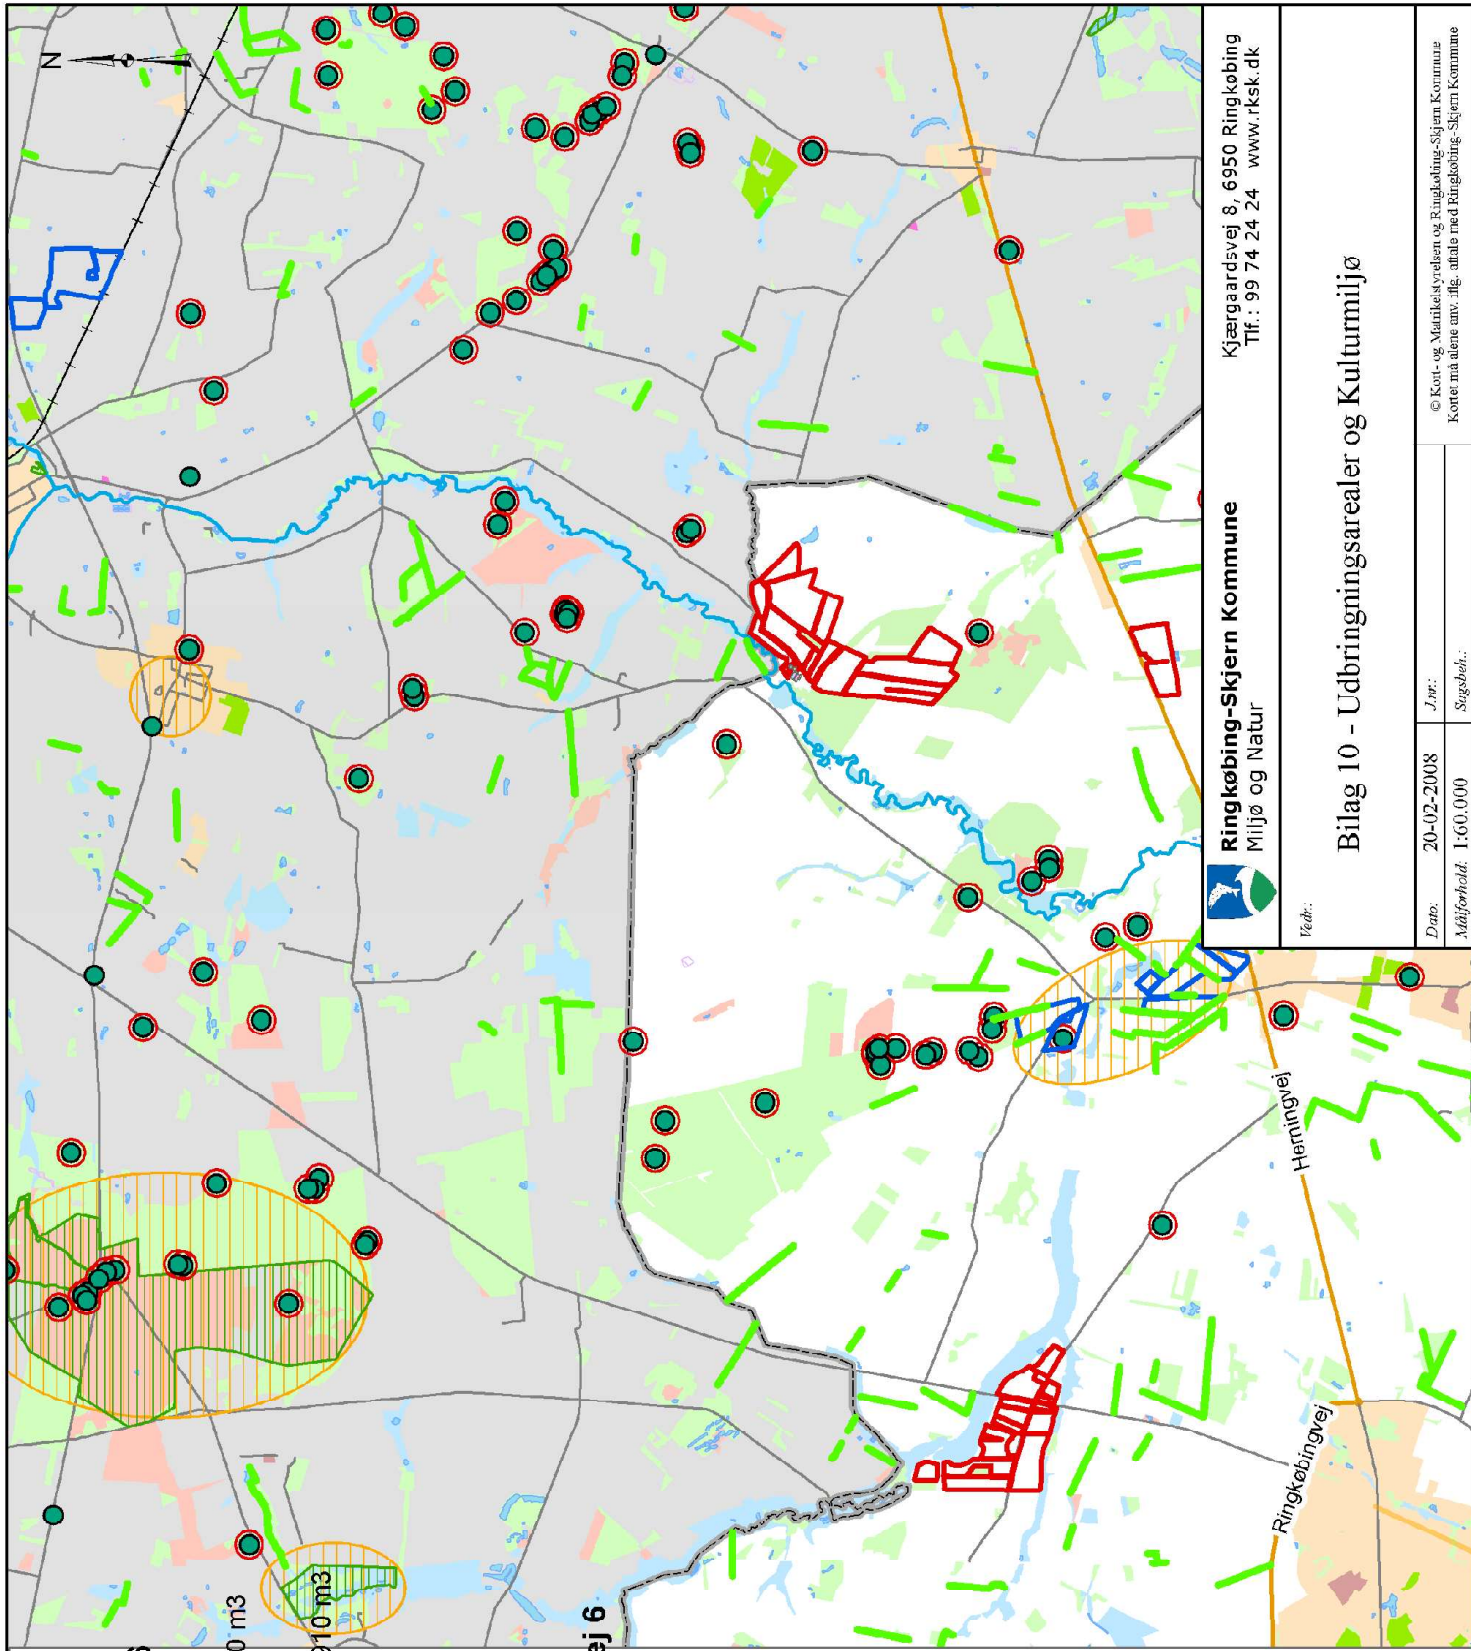 N
0 m3
910 m3
ej 6
Herningvej
Ringkøbingvej
Ringkøbing-Skjern Kommune
Miljø og Natur
Kjærgaardsvej 8, 6950 Ringkøbing
Tlf.: 99 74 24 24 www.rksk.dk
Vedr.:
Bilag 10 - Udbringningsarealer og Kulturmiljø
Dato: 20-02-2008
J.nr.:
Målforhold: 1:60.000
Sagsbeh.:
© Kort- og Matrikelstyrelsen og Ringkøbing-Skjern Kommune
Kortet må alene anv. iflg. aftale med Ringkøbing-Skjern Kommune